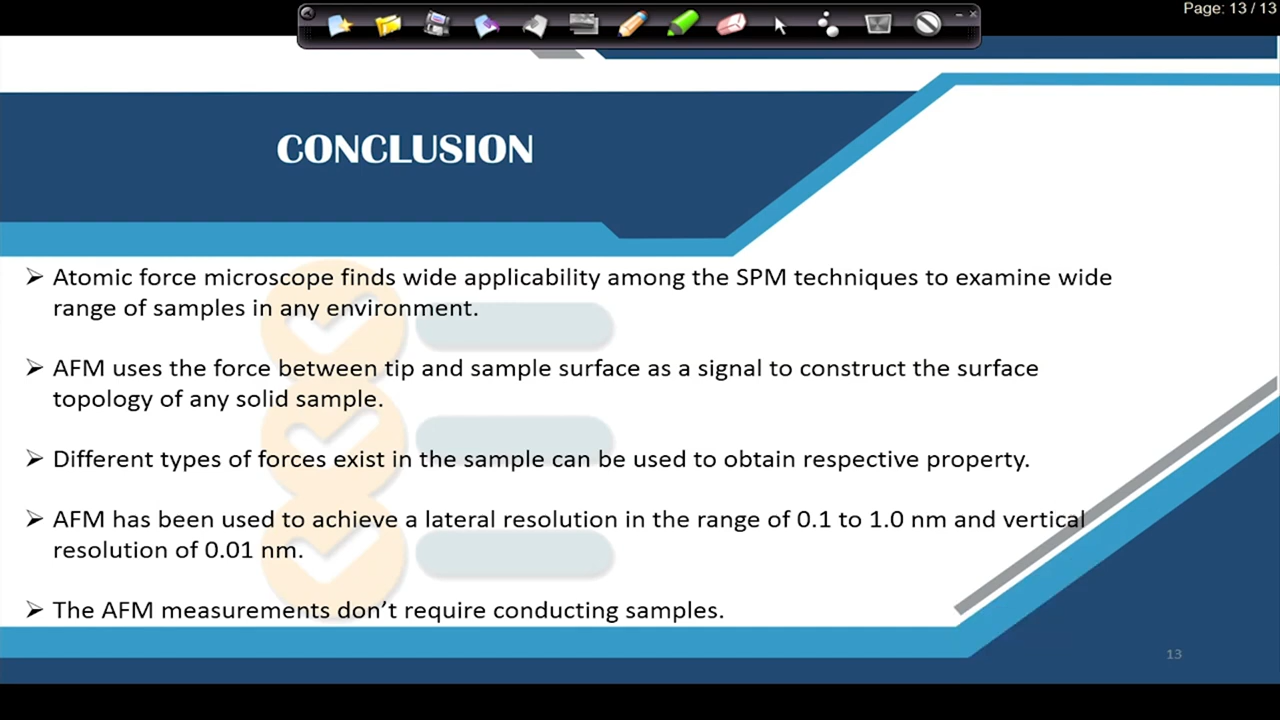 Page: 13 / 13
CONCLUSION
➢ Atomic force microscope finds wide applicability among the SPM techniques to examine wide
range of samples in any environment.
➢ AFM uses the force between tip and sample surface as a signal to construct the surface
topology of any solid sample.
➢ Different types of forces exist in the sample can be used to obtain respective property.
➢ AFM has been used to achieve a lateral resolution in the range of 0.1 to 1.0 nm and vertical
resolution of 0.01 nm.
➢ The AFM measurements don’t require conducting samples.
13